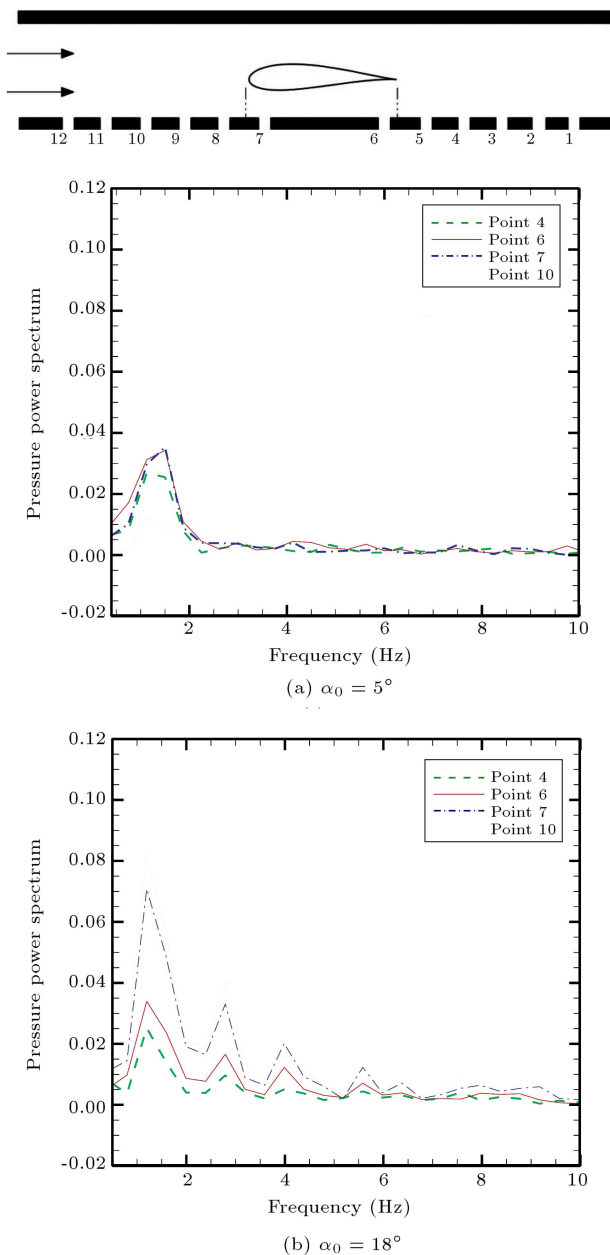 12 11 10 9 8 7 6 5 4 3 2 1
0.12
0.10
0.08
0.06
0.04
0.02
0.00
-0.02
Pressure power spectrum
Point 4
Point 6
Point 7
Point 10
2 4 6 8 10
Frequency (Hz)
(a) α₀ = 5°
0.12
0.10
0.08
0.06
0.04
0.02
0.00
-0.02
Pressure power spectrum
Point 4
Point 6
Point 7
Point 10
2 4 6 8 10
Frequency (Hz)
(b) α₀ = 18°